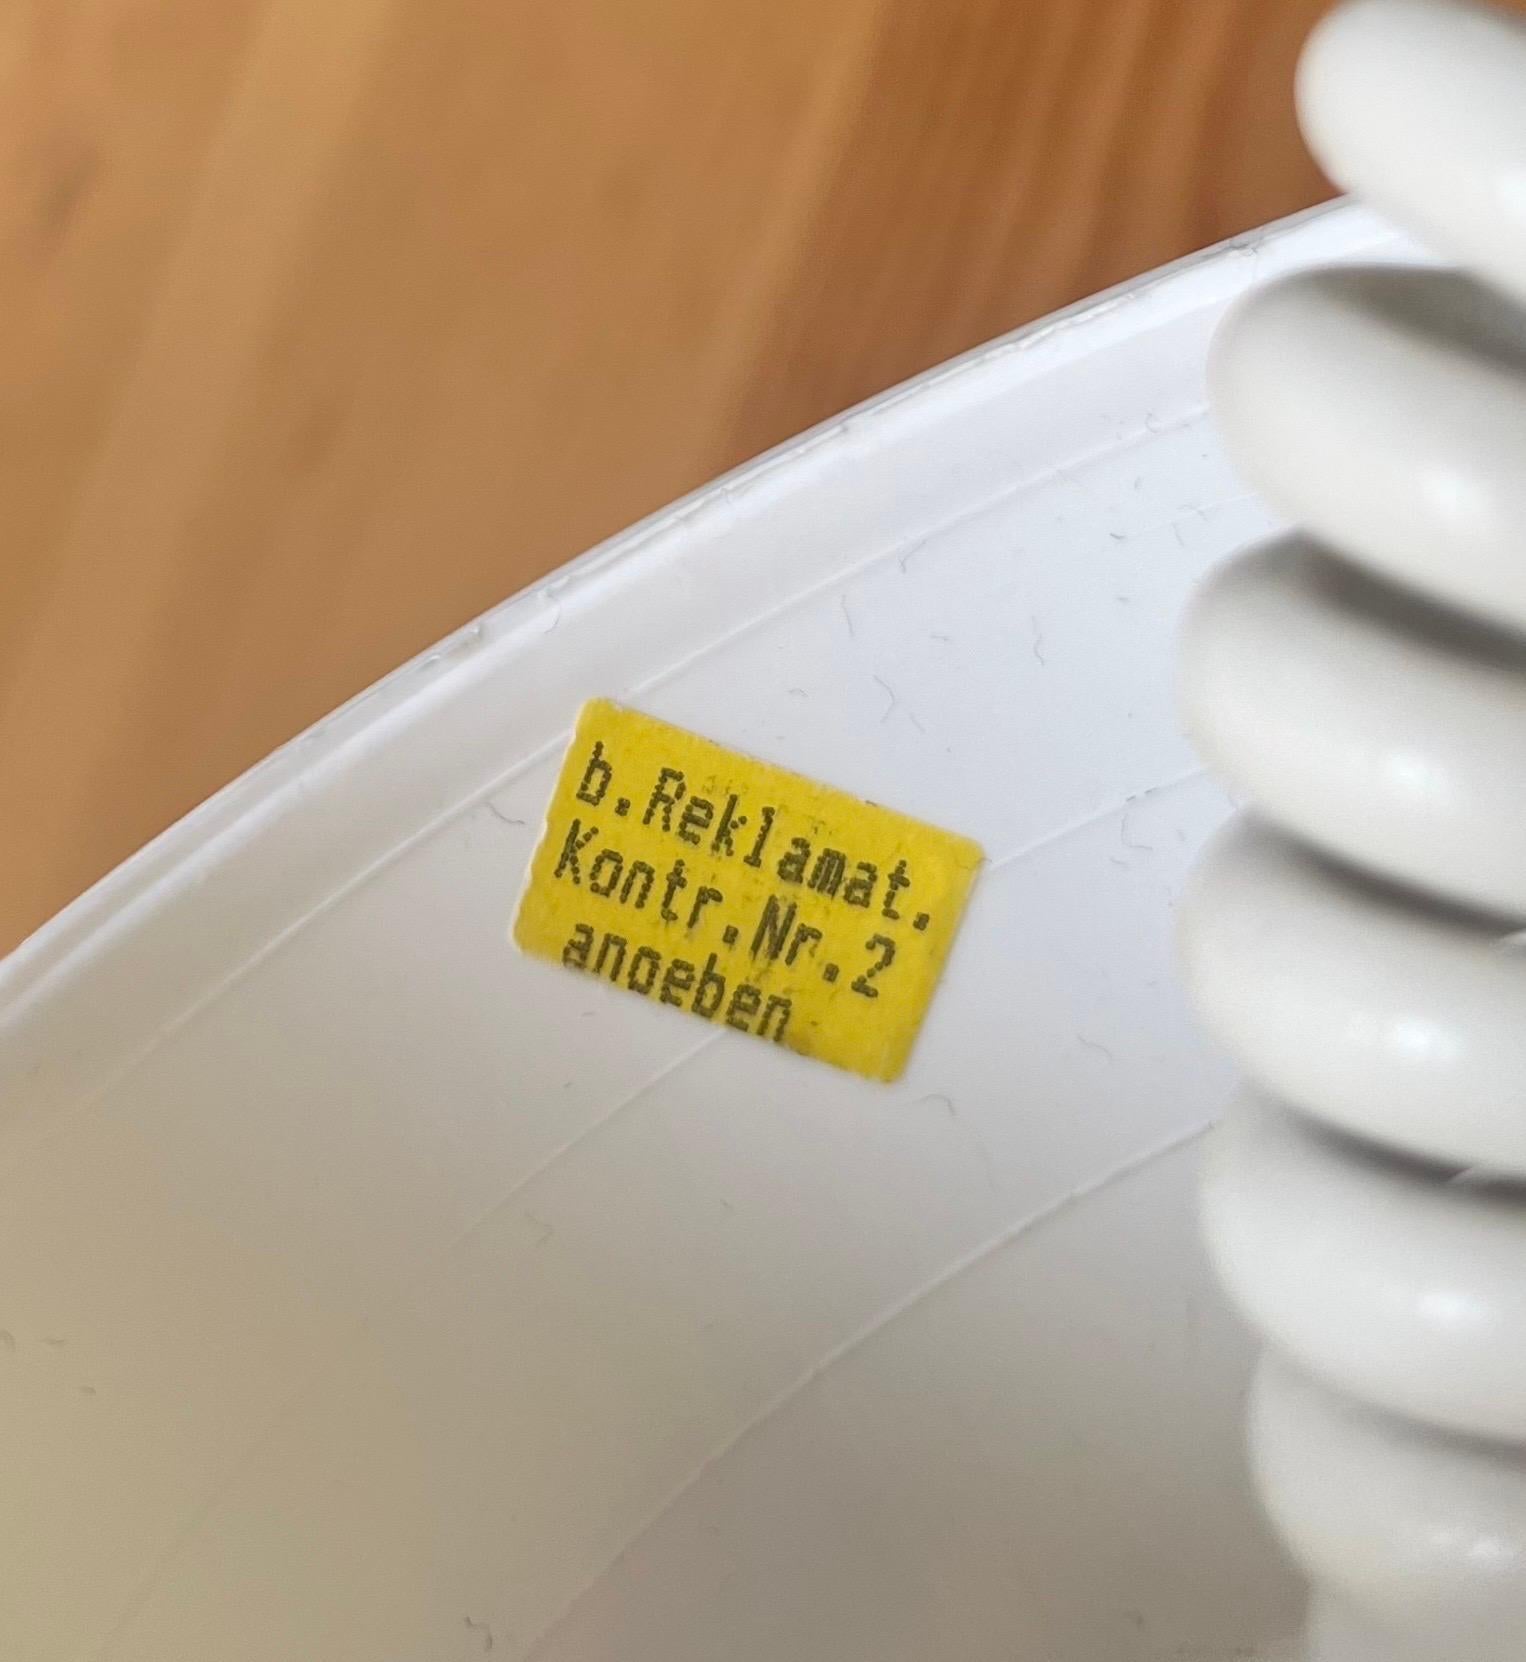 b.Reklamat.
Kontr.Nr.2
angeben